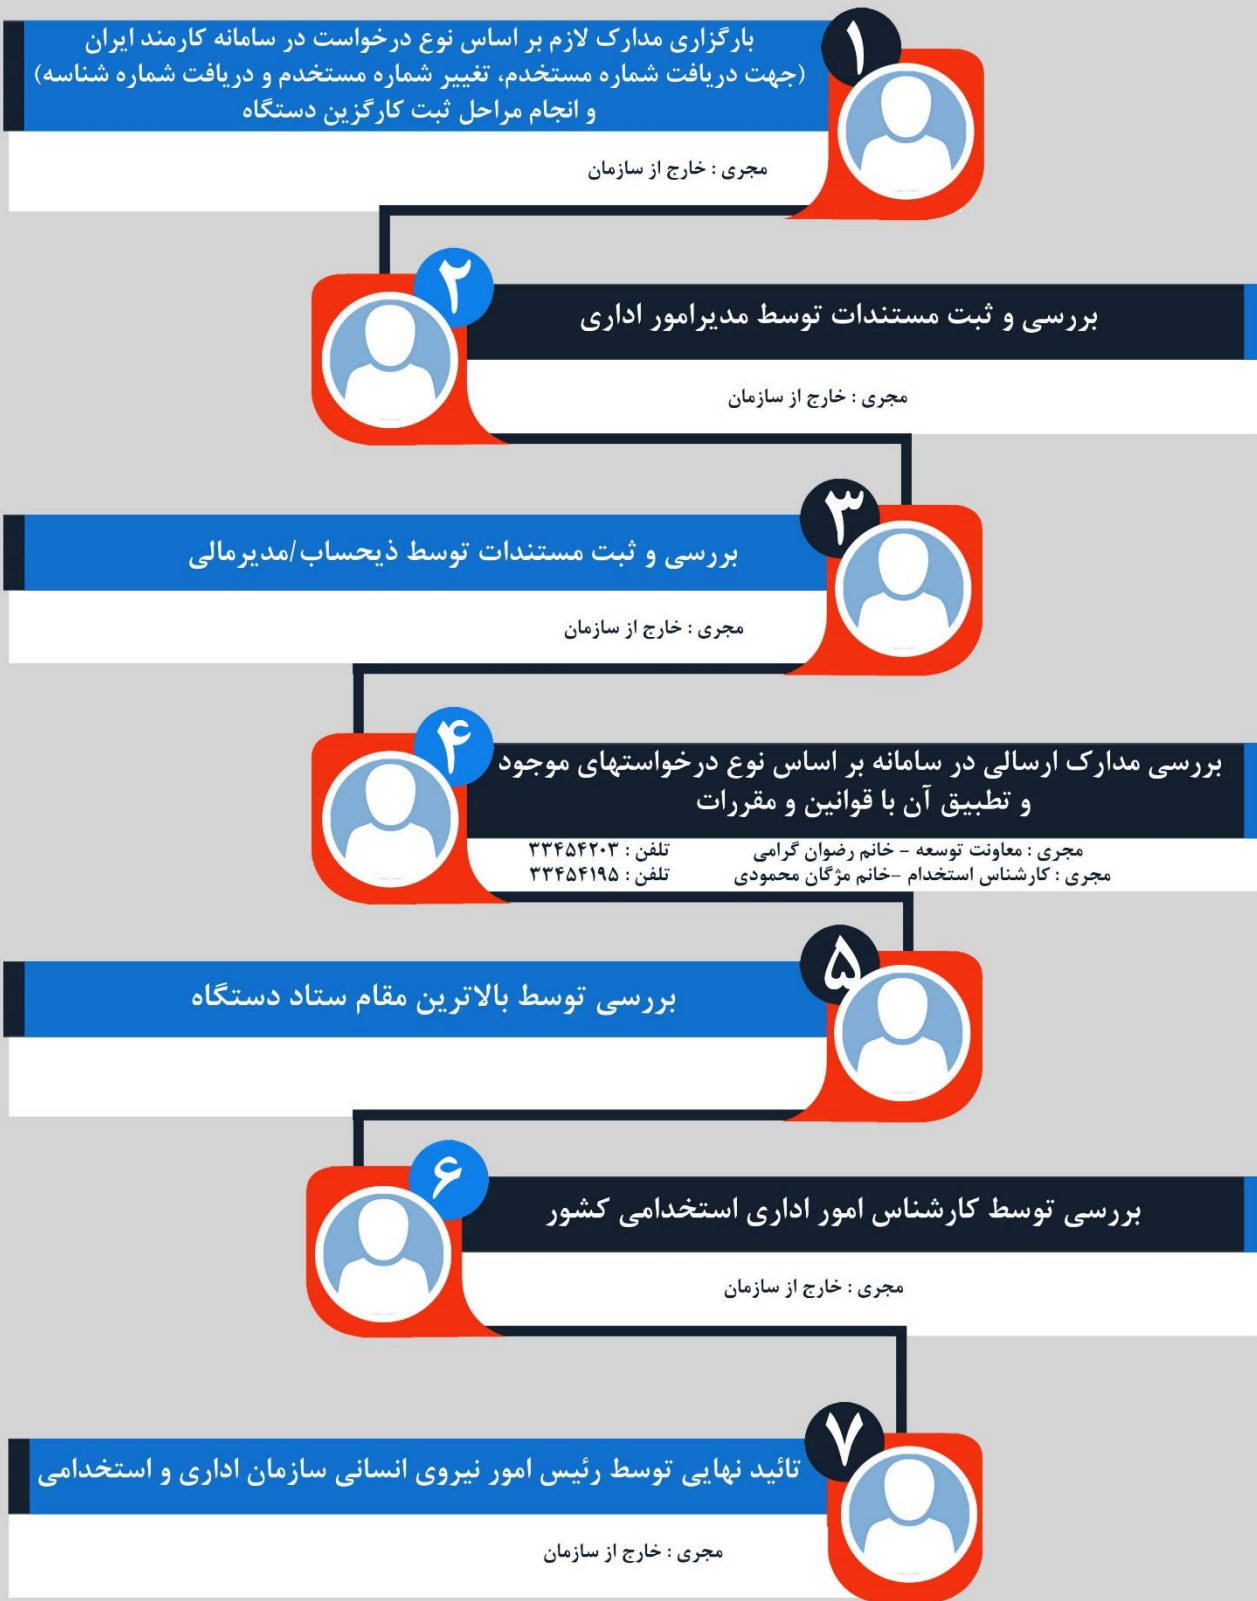 ۱
بارگزاری مدارک لازم بر اساس نوع درخواست در سامانه کارمند ایران
(جهت دریافت شماره مستخدم، تغییر شماره مستخدم و دریافت شماره شناسه)
و انجام مراحل ثبت کارگزین دستگاه
مجری : خارج از سازمان
۲
بررسی و ثبت مستندات توسط مدیرامور اداری
مجری : خارج از سازمان
۳
بررسی و ثبت مستندات توسط ذیحساب/مدیرمالی
مجری : خارج از سازمان
۴
بررسی مدارک ارسالی در سامانه بر اساس نوع درخواستهای موجود
و تطبیق آن با قوانین و مقررات
مجری : معاونت توسعه - خانم رضوان گرامی تلفن : ۳۳۴۵۴۲۰۳
مجری : کارشناس استخدام -خانم مژگان محمودی تلفن : ۳۳۴۵۴۱۹۵
۵
بررسی توسط بالاترین مقام ستاد دستگاه
۶
بررسی توسط کارشناس امور اداری استخدامی کشور
مجری : خارج از سازمان
۷
تائید نهایی توسط رئیس امور نیروی انسانی سازمان اداری و استخدامی
مجری : خارج از سازمان